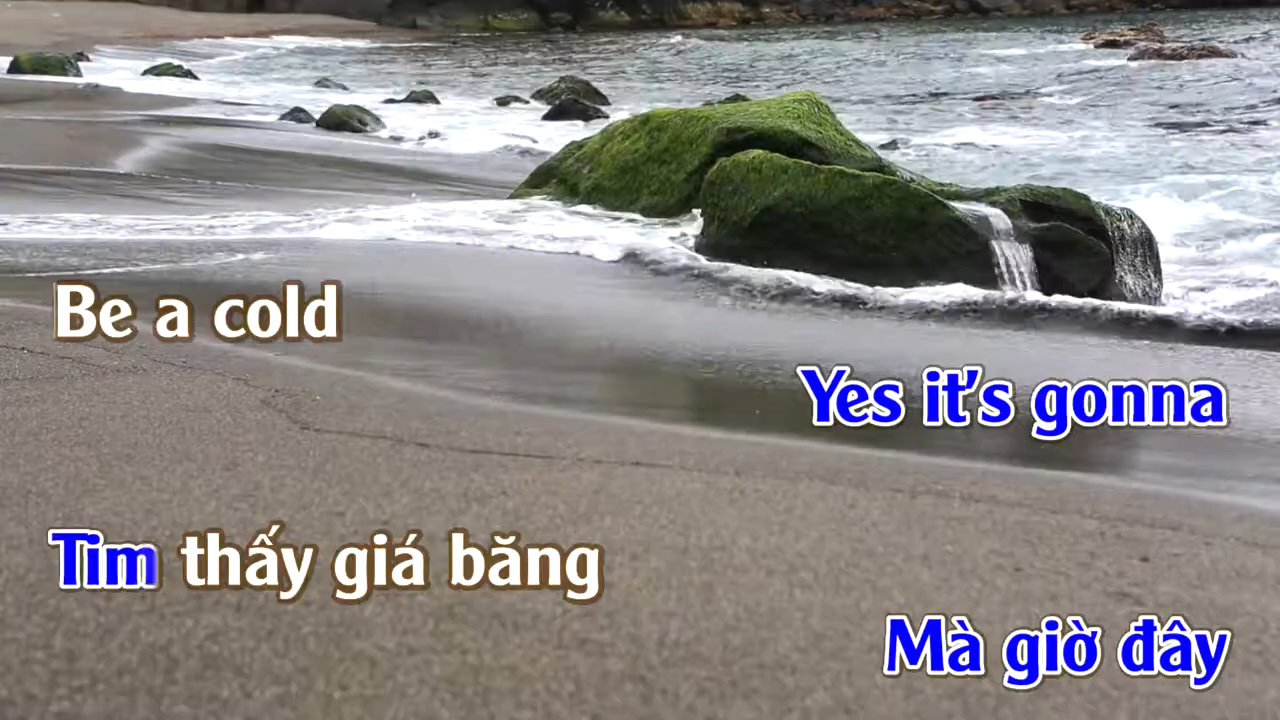 Be a cold
Yes it's gonna
Tim thấy giá băng
Mà giờ đây